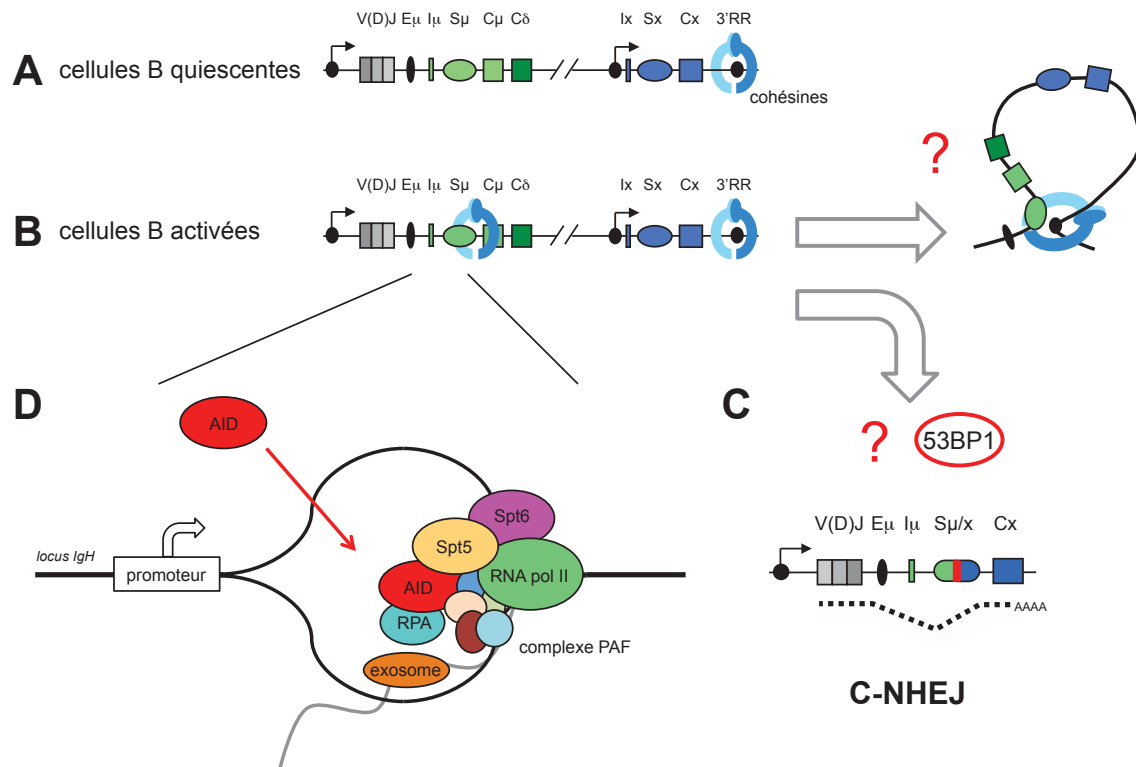 V(D)J Eµ Iµ Sµ Cµ Cδ Ix Sx Cx 3'RR
A cellules B quiescentes
cohésines
?
V(D)J Eµ Iµ Sµ Cµ Cδ Ix Sx Cx 3'RR
B cellules B activées
D
AID
C
? 53BP1
Spt6
Spt5
locus IgH
promoteur
AID
RNA pol II
RPA
complexe PAF
exosome
V(D)J Eµ Iµ Sµ/x Cx
AAAA
C-NHEJ